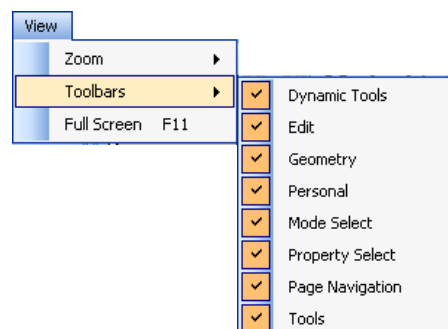 View
Zoom
Toolbars
Full Screen F11
Dynamic Tools
Edit
Geometry
Personal
Mode Select
Property Select
Page Navigation
Tools